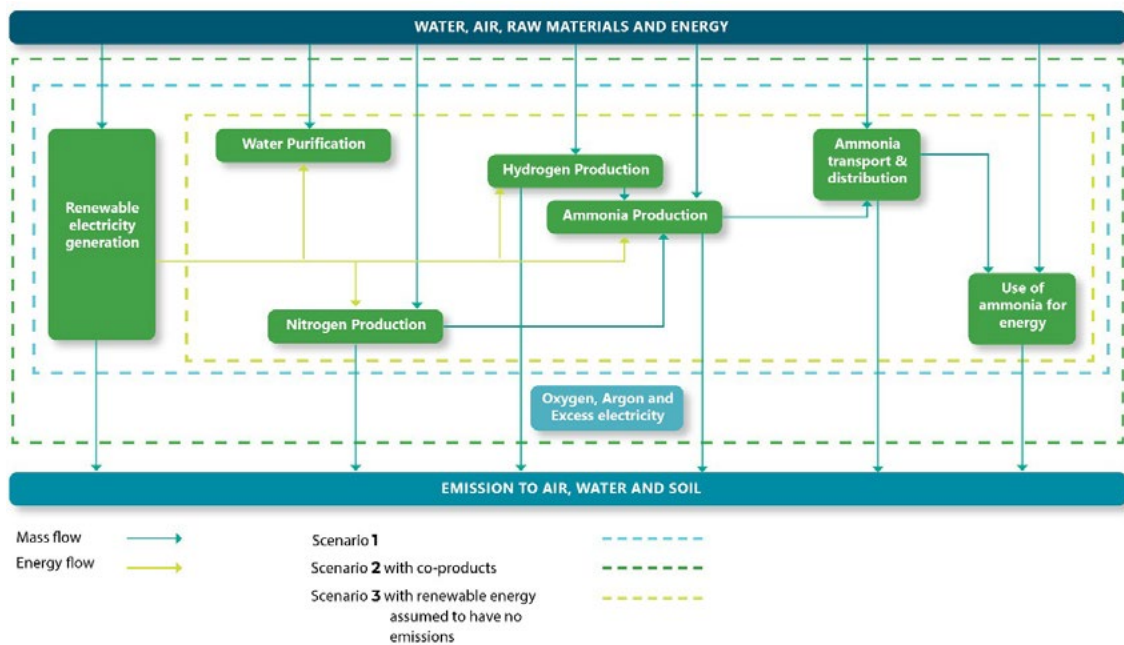 WATER, AIR, RAW MATERIALS AND ENERGY
Water Purification
Ammonia
transport &
distribution
Hydrogen Production
Renewable
electricity
generation
Ammonia Production
Use of
ammonia for
energy
Nitrogen Production
Oxygen, Argon and
Excess electricity
EMISSION TO AIR, WATER AND SOIL
Mass flow
Energy flow
Scenario 1
Scenario 2 with co-products
Scenario 3 with renewable energy
assumed to have no
emissions